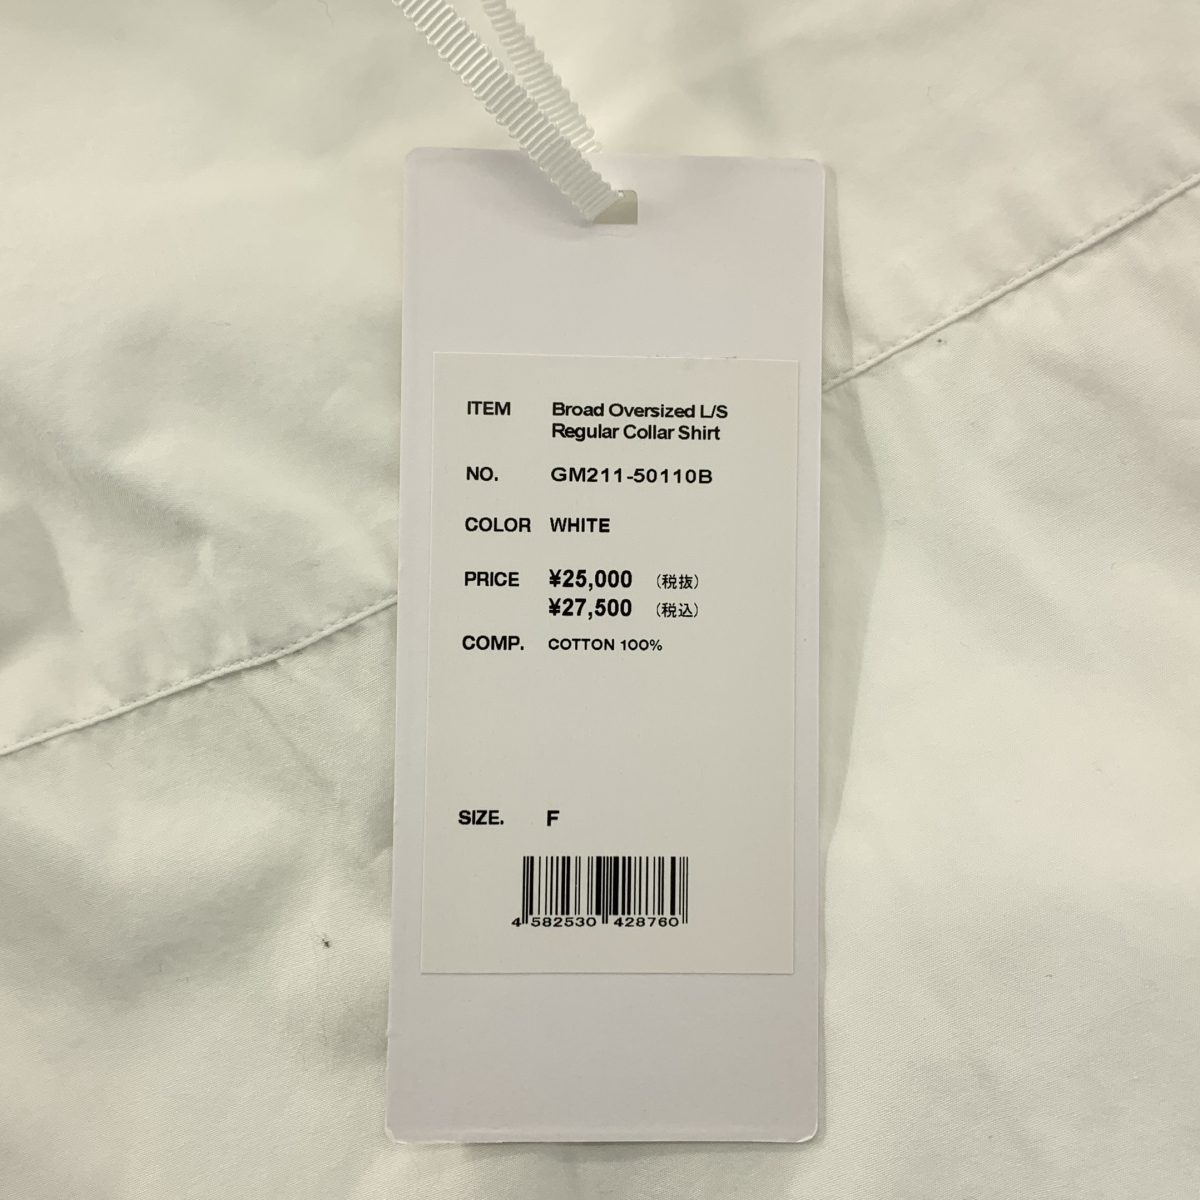 ITEM Broad Oversized L/S
Regular Collar Shirt
NO. GM211-50110B
COLOR WHITE
PRICE ¥25,000 (税抜)
¥27,500 (税込)
COMP. COTTON 100%
SIZE. F
4 582530 428760